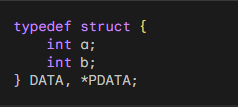 typedef struct {
    int a;
    int b;
} DATA, *PDATA;